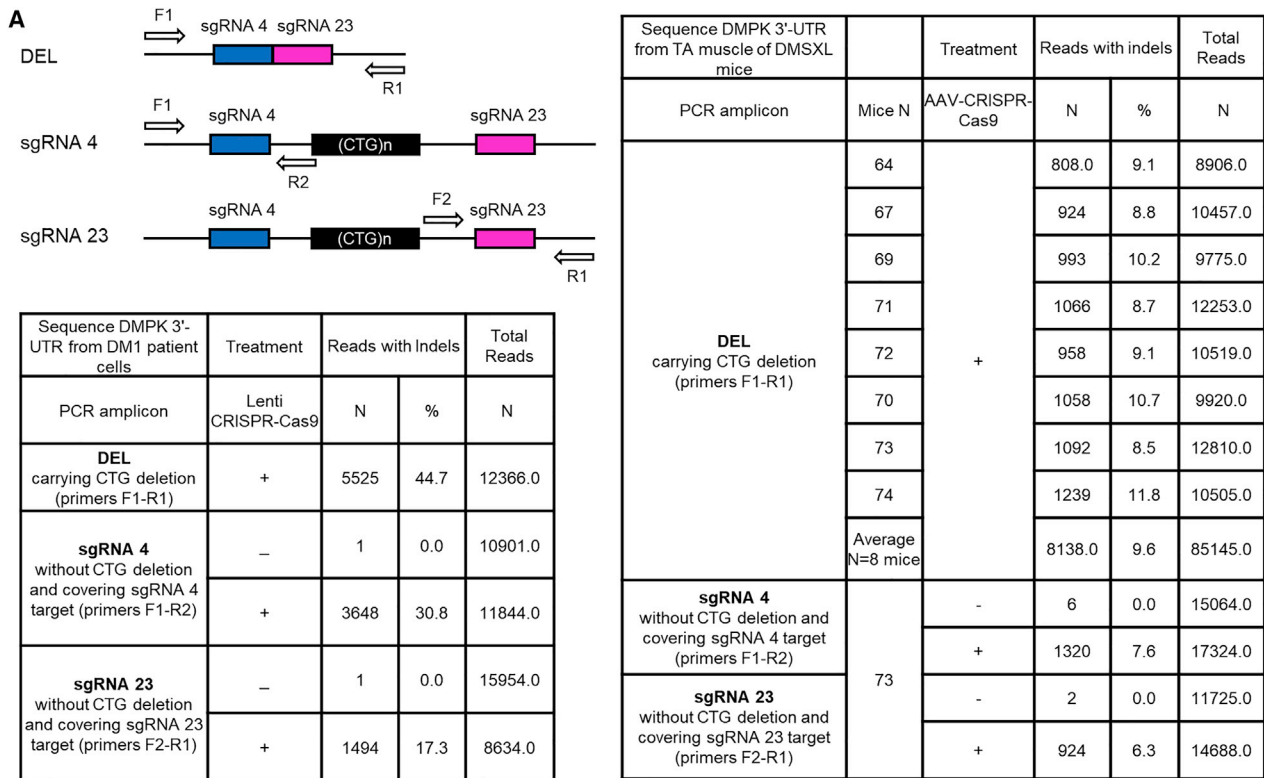 A
F1
sgRNA 4 sgRNA 23
DEL
R1
F1
sgRNA 4
sgRNA 23
sgRNA 4
(CTG)n
R2
F2
sgRNA 4
sgRNA 23
sgRNA 23
(CTG)n
R1
Sequence DMPK 3'-
UTR from DM1 patient
cells
Treatment
Reads with Indels
Total
Reads
PCR amplicon
Lenti
CRISPR-Cas9
N
%
N
DEL
carrying CTG deletion
(primers F1-R1)
+
5525
44.7
12366.0
sgRNA 4
without CTG deletion
and covering sgRNA 4
target (primers F1-R2)
–
1
0.0
10901.0
+
3648
30.8
11844.0
sgRNA 23
without CTG deletion
and covering sgRNA 23
target (primers F2-R1)
–
1
0.0
15954.0
+
1494
17.3
8634.0
Sequence DMPK 3'-UTR
from TA muscle of DMSXL
mice
Treatment
Reads with indels
Total
Reads
PCR amplicon
Mice N
AAV-CRISPR-
Cas9
N
%
N
DEL
carrying CTG deletion
(primers F1-R1)
+
64
808.0
9.1
8906.0
67
924
8.8
10457.0
69
993
10.2
9775.0
71
1066
8.7
12253.0
72
958
9.1
10519.0
70
1058
10.7
9920.0
73
1092
8.5
12810.0
74
1239
11.8
10505.0
Average
N=8 mice
8138.0
9.6
85145.0
sgRNA 4
without CTG deletion and
covering sgRNA 4 target
(primers F1-R2)
73
-
6
0.0
15064.0
+
1320
7.6
17324.0
sgRNA 23
without CTG deletion and
covering sgRNA 23 target
(primers F2-R1)
-
2
0.0
11725.0
+
924
6.3
14688.0